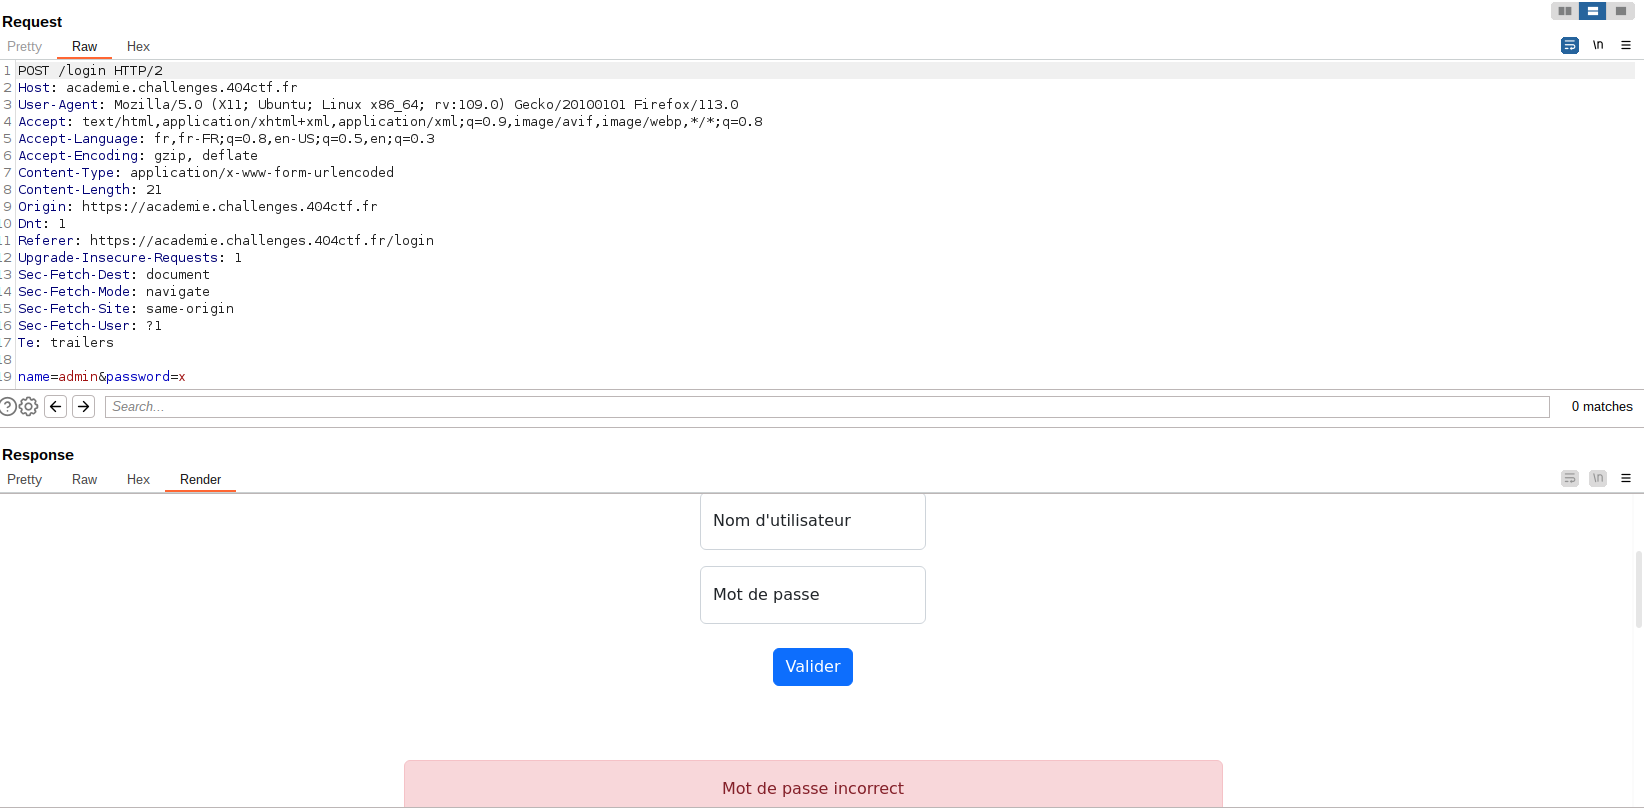 Request
Pretty Raw Hex
\n
1 POST /login HTTP/2
2 Host: academie.challenges.404ctf.fr
3 User-Agent: Mozilla/5.0 (X11; Ubuntu; Linux x86_64; rv:109.0) Gecko/20100101 Firefox/113.0
4 Accept: text/html,application/xhtml+xml,application/xml;q=0.9,image/avif,image/webp,*/*;q=0.8
5 Accept-Language: fr,fr-FR;q=0.8,en-US;q=0.5,en;q=0.3
6 Accept-Encoding: gzip, deflate
7 Content-Type: application/x-www-form-urlencoded
8 Content-Length: 21
9 Origin: https://academie.challenges.404ctf.fr
10 Dnt: 1
11 Referer: https://academie.challenges.404ctf.fr/login
12 Upgrade-Insecure-Requests: 1
13 Sec-Fetch-Dest: document
14 Sec-Fetch-Mode: navigate
15 Sec-Fetch-Site: same-origin
16 Sec-Fetch-User: ?1
17 Te: trailers
18
19 name=admin&password=x
? Search... 0 matches
Response
Pretty Raw Hex Render
\n
Nom d'utilisateur
Mot de passe
Valider
Mot de passe incorrect